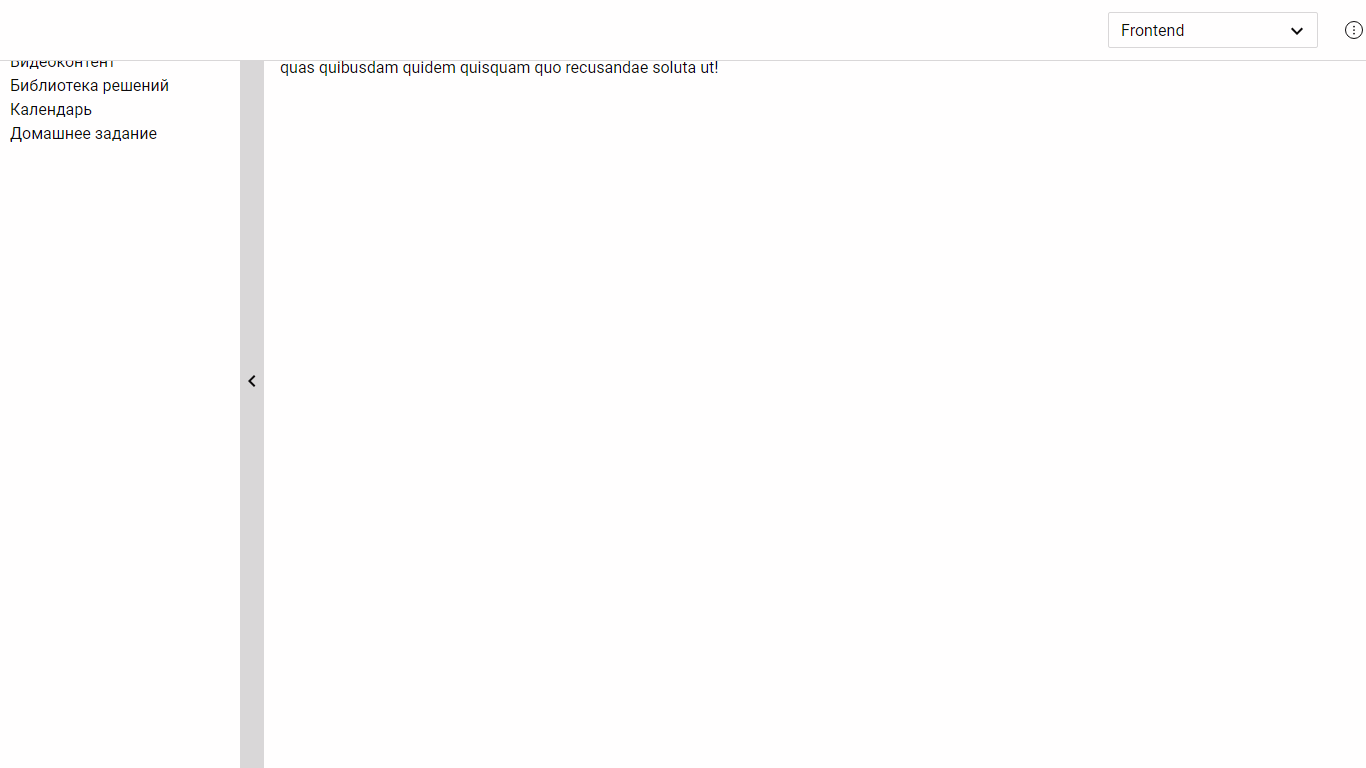 Frontend
Видеоконтент
quas quibusdam quidem quisquam quo recusandae soluta ut!
Библиотека решений
Календарь
Домашнее задание